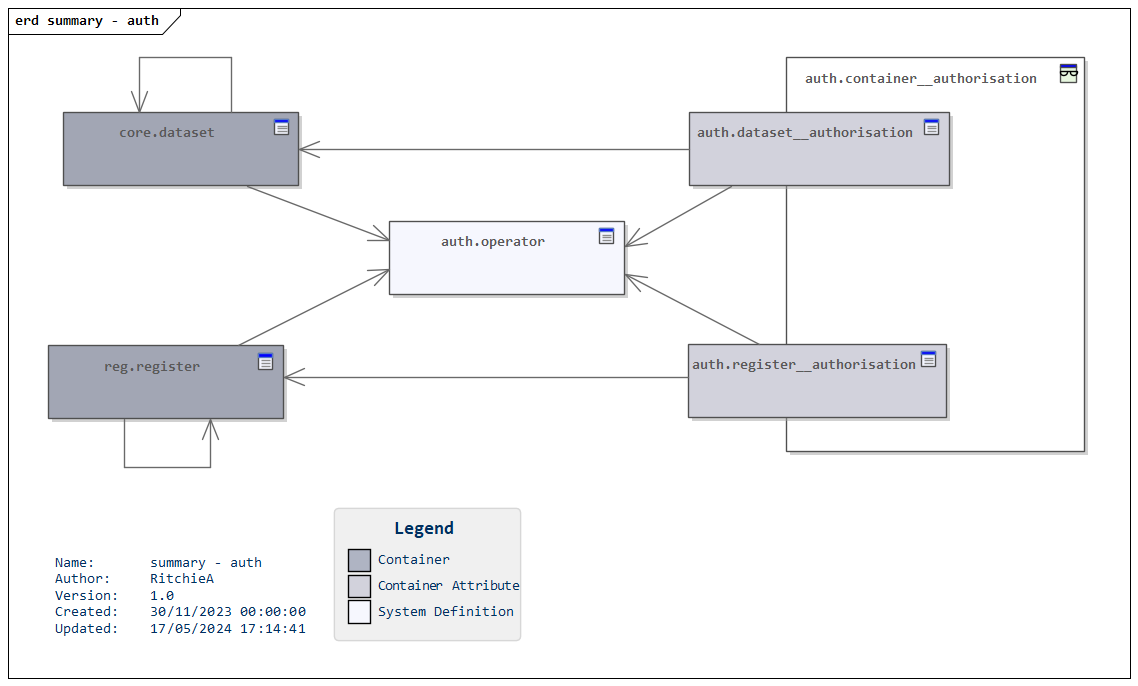 erd summary - auth
auth.container__authorisation
core.dataset
auth.dataset__authorisation
auth.operator
reg.register
auth.register__authorisation
Legend
Container
Container Attribute
System Definition
Name: summary - auth
Author: RitchieA
Version: 1.0
Created: 30/11/2023 00:00:00
Updated: 17/05/2024 17:14:41